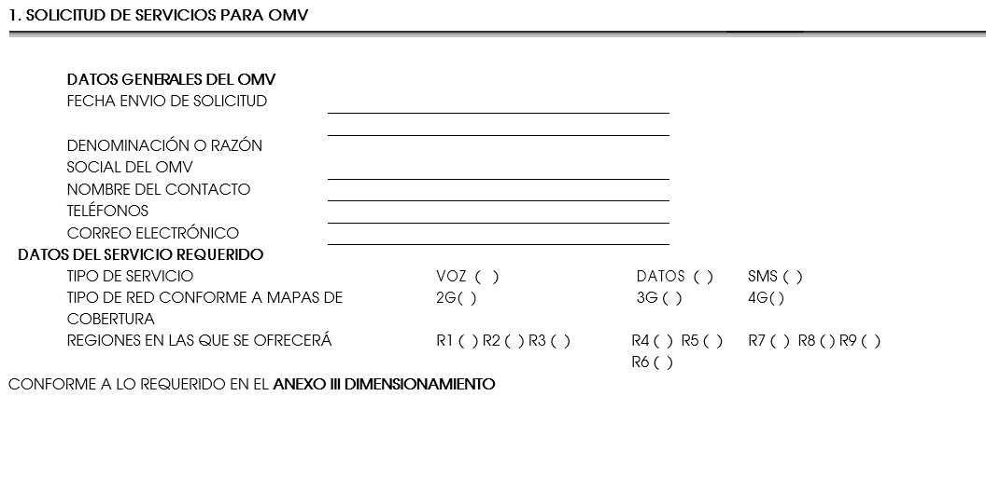 1. SOLICITUD DE SERVICIOS PARA OMV
DATOS GENERALES DEL OMV
FECHA ENVIO DE SOLICITUD
DENOMINACIÓN O RAZÓN
SOCIAL DEL OMV
NOMBRE DEL CONTACTO
TELÉFONOS
CORREO ELECTRÓNICO
DATOS DEL SERVICIO REQUERIDO
TIPO DE SERVICIO VOZ ( ) DATOS ( ) SMS ( )
TIPO DE RED CONFORME A MAPAS DE 2G( ) 3G ( ) 4G( )
COBERTURA
REGIONES EN LAS QUE SE OFRECERÁ R1 ( ) R2 ( ) R3 ( ) R4 ( ) R5 ( ) R7 ( ) R8 ( ) R9 ( )
R6 ( )
CONFORME A LO REQUERIDO EN EL ANEXO III DIMENSIONAMIENTO